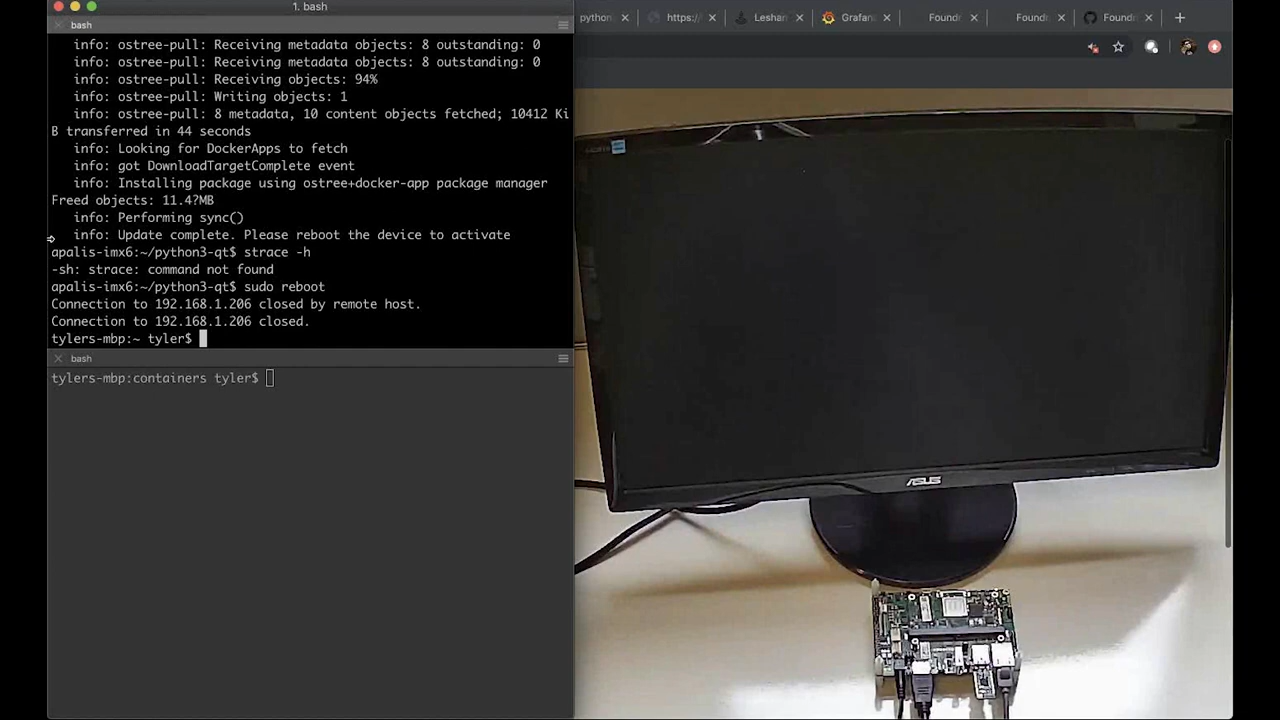 1. bash
bash
info: ostree-pull: Receiving metadata objects: 8 outstanding: 0
info: ostree-pull: Receiving metadata objects: 8 outstanding: 0
info: ostree-pull: Receiving objects: 94%
info: ostree-pull: Writing objects: 1
info: ostree-pull: 8 metadata, 10 content objects fetched; 10412 Ki
B transferred in 44 seconds
info: Looking for DockerApps to fetch
info: got DownloadTargetComplete event
info: Installing package using ostree+docker-app package manager
Freed objects: 11.4?MB
info: Performing sync()
info: Update complete. Please reboot the device to activate
apalis-imx6:~/python3-qt$ strace -h
-sh: strace: command not found
apalis-imx6:~/python3-qt$ sudo reboot
Connection to 192.168.1.206 closed by remote host.
Connection to 192.168.1.206 closed.
tylers-mbp:~ tyler$
bash
tylers-mbp:containers tyler$
python
https:/
Leshan
Grafan
Foundr
Foundr
Foundr
ASUS